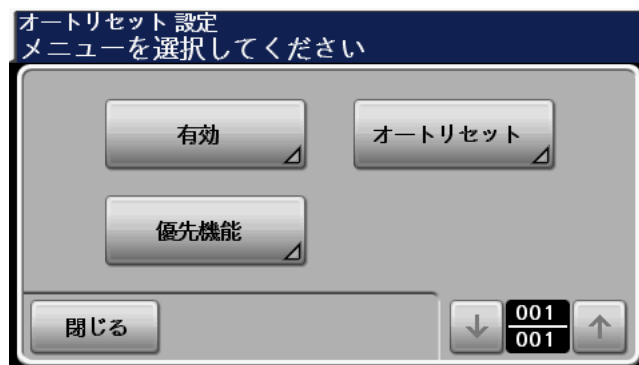 オートリセット 設定
メニューを選択してください
有効
オートリセット
優先機能
閉じる
001
001